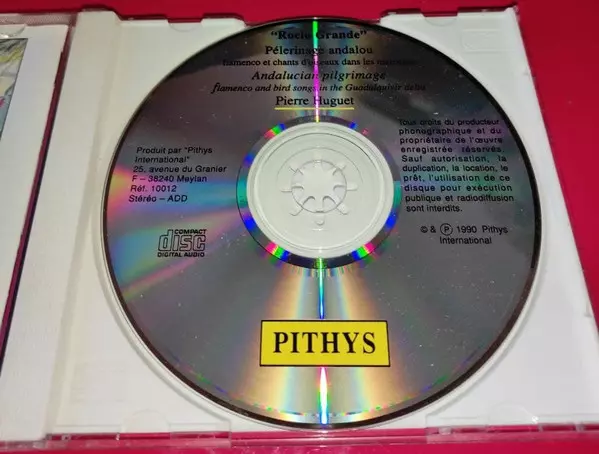 "Rocio Grande"
Pélerinage andalou
flamenco et chants d'oiseaux dans les marismas
Andalucian pilgrimage
flamenco and bird songs in the Guadalquivir delta
Pierre Huguet
Produit par "Pithys
International"
25, avenue du Granier
F – 38240 Meylan
Réf. 10012
Stéréo – ADD
Tous droits du producteur
phonographique et du
propriétaire de l'œuvre
enregistrée réservés.
Sauf autorisation, la
duplication, la location, le
prêt, l'utilisation de ce
disque pour exécution
publique et radiodiffusion
sont interdits.
© & ℗ 1990 Pithys
International
COMPACT
disc
DIGITAL AUDIO
PITHYS